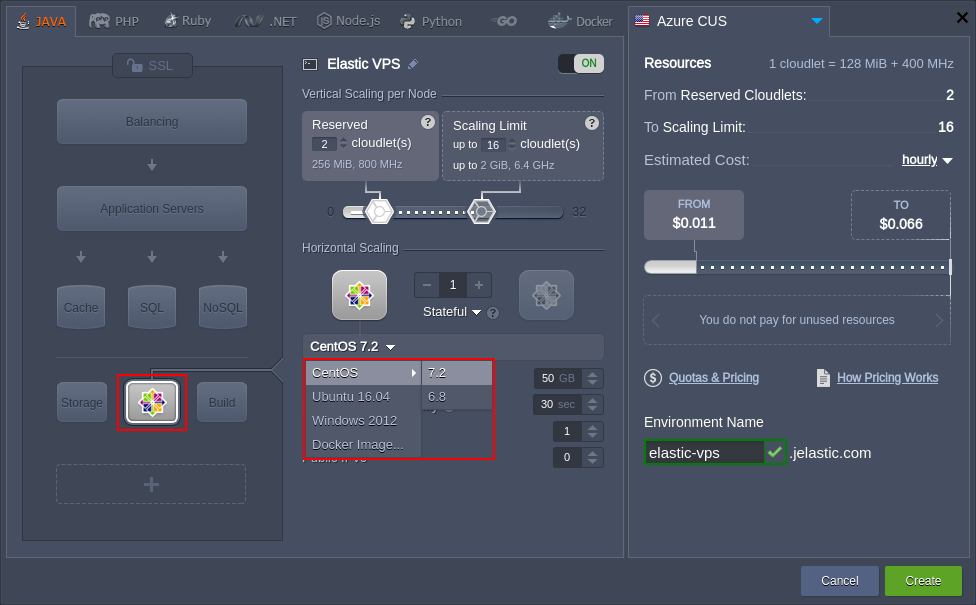 JAVA
PHP
Ruby
.NET
Node.js
Python
GO
Docker
Azure CUS
SSL
Balancing
Application Servers
Cache
SQL
NoSQL
Storage
Build
Elastic VPS
ON
Vertical Scaling per Node
Reserved ?
2 cloudlet(s)
256 MiB, 800 MHz
Scaling Limit ?
up to 16 cloudlet(s)
up to 2 GiB, 6.4 GHz
0
32
Horizontal Scaling
1
Stateful ?
CentOS 7.2
CentOS
Ubuntu 16.04
Windows 2012
Docker Image...
7.2
6.8
50 GB
30 sec
1
0
Resources
1 cloudlet = 128 MiB + 400 MHz
From Reserved Cloudlets: 2
To Scaling Limit: 16
Estimated Cost: hourly
FROM
$0.011
TO
$0.066
You do not pay for unused resources
$ Quotas & Pricing
How Pricing Works
Environment Name
elastic-vps .jelastic.com
Cancel
Create